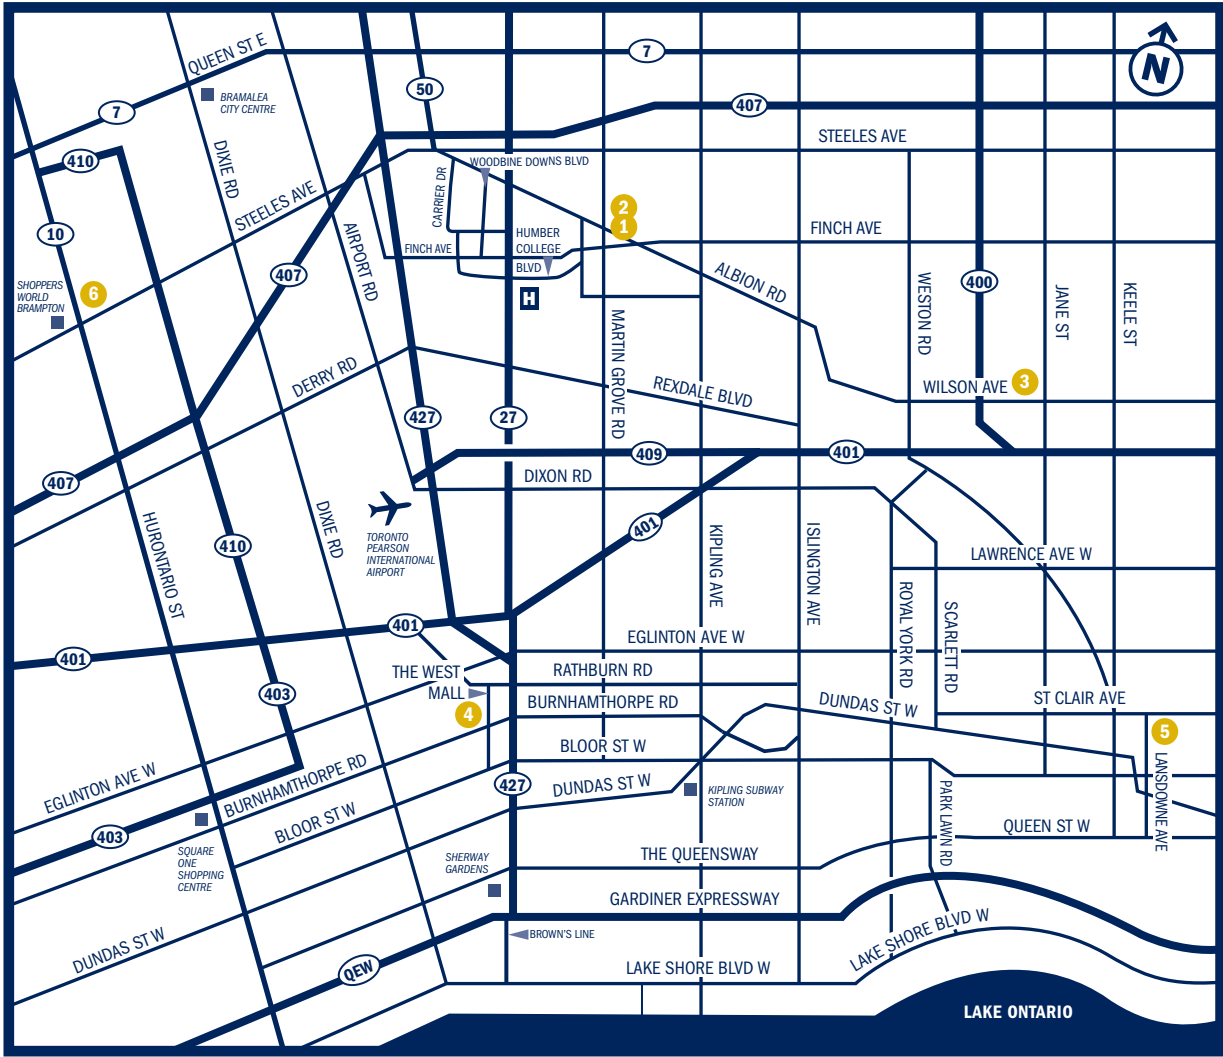 QUEEN ST E
7
N
50
BRAMALEA
CITY CENTRE
7
407
STEELES AVE
410
DIXIE RD
WOODBINE DOWNS BLVD
CARRIER DR
STEELES AVE
2
1
10
AIRPORT RD
HUMBER
COLLEGE
BLVD
FINCH AVE
FINCH AVE
407
ALBION RD
WESTON RD
400
JANE ST
KEELE ST
SHOPPERS
WORLD
BRAMPTON
6
H
MARTIN GROVE RD
DERRY RD
REXDALE BLVD
WILSON AVE
3
427
27
409
401
407
DIXON RD
HURONTARIO ST
410
DIXIE RD
TORONTO
PEARSON
INTERNATIONAL
AIRPORT
401
KIPLING AVE
ISLINGTON AVE
LAWRENCE AVE W
ROYAL YORK RD
SCARLETT RD
401
401
EGLINTON AVE W
THE WEST
MALL
RATHBURN RD
403
BURNHAMTHORPE RD
DUNDAS ST W
ST CLAIR AVE
4
5
BLOOR ST W
LANSDOWNE AVE
EGLINTON AVE W
BURNHAMTHORPE RD
427
DUNDAS ST W
KIPLING SUBWAY
STATION
PARK LAWN RD
403
BLOOR ST W
QUEEN ST W
SQUARE
ONE
SHOPPING
CENTRE
SHERWAY
GARDENS
THE QUEENSWAY
GARDINER EXPRESSWAY
DUNDAS ST W
BROWN'S LINE
LAKE SHORE BLVD W
QEW
LAKE SHORE BLVD W
LAKE ONTARIO